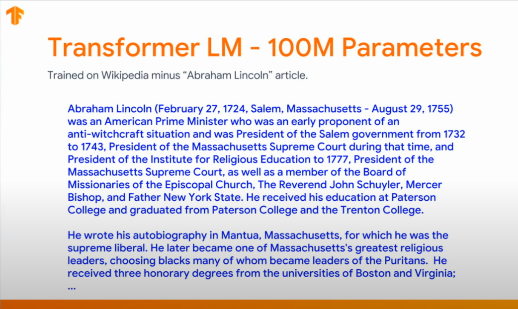 Transformer LM - 100M Parameters
Trained on Wikipedia minus “Abraham Lincoln” article.
Abraham Lincoln (February 27, 1724, Salem, Massachusetts - August 29, 1755)
was an American Prime Minister who was an early proponent of an
anti-witchcraft situation and was President of the Salem government from 1732
to 1743, President of the Massachusetts Supreme Court during that time, and
President of the Institute for Religious Education to 1777, President of the
Massachusetts Supreme Court, as well as a member of the Board of
Missionaries of the Episcopal Church, The Reverend John Schuyler, Mercer
Bishop, and Father New York State. He received his education at Paterson
College and graduated from Paterson College and the Trenton College.
He wrote his autobiography in Mantua, Massachusetts, for which he was the
supreme liberal. He later became one of Massachusetts's greatest religious
leaders, choosing blacks many of whom became leaders of the Puritans. He
received three honorary degrees from the universities of Boston and Virginia;
...